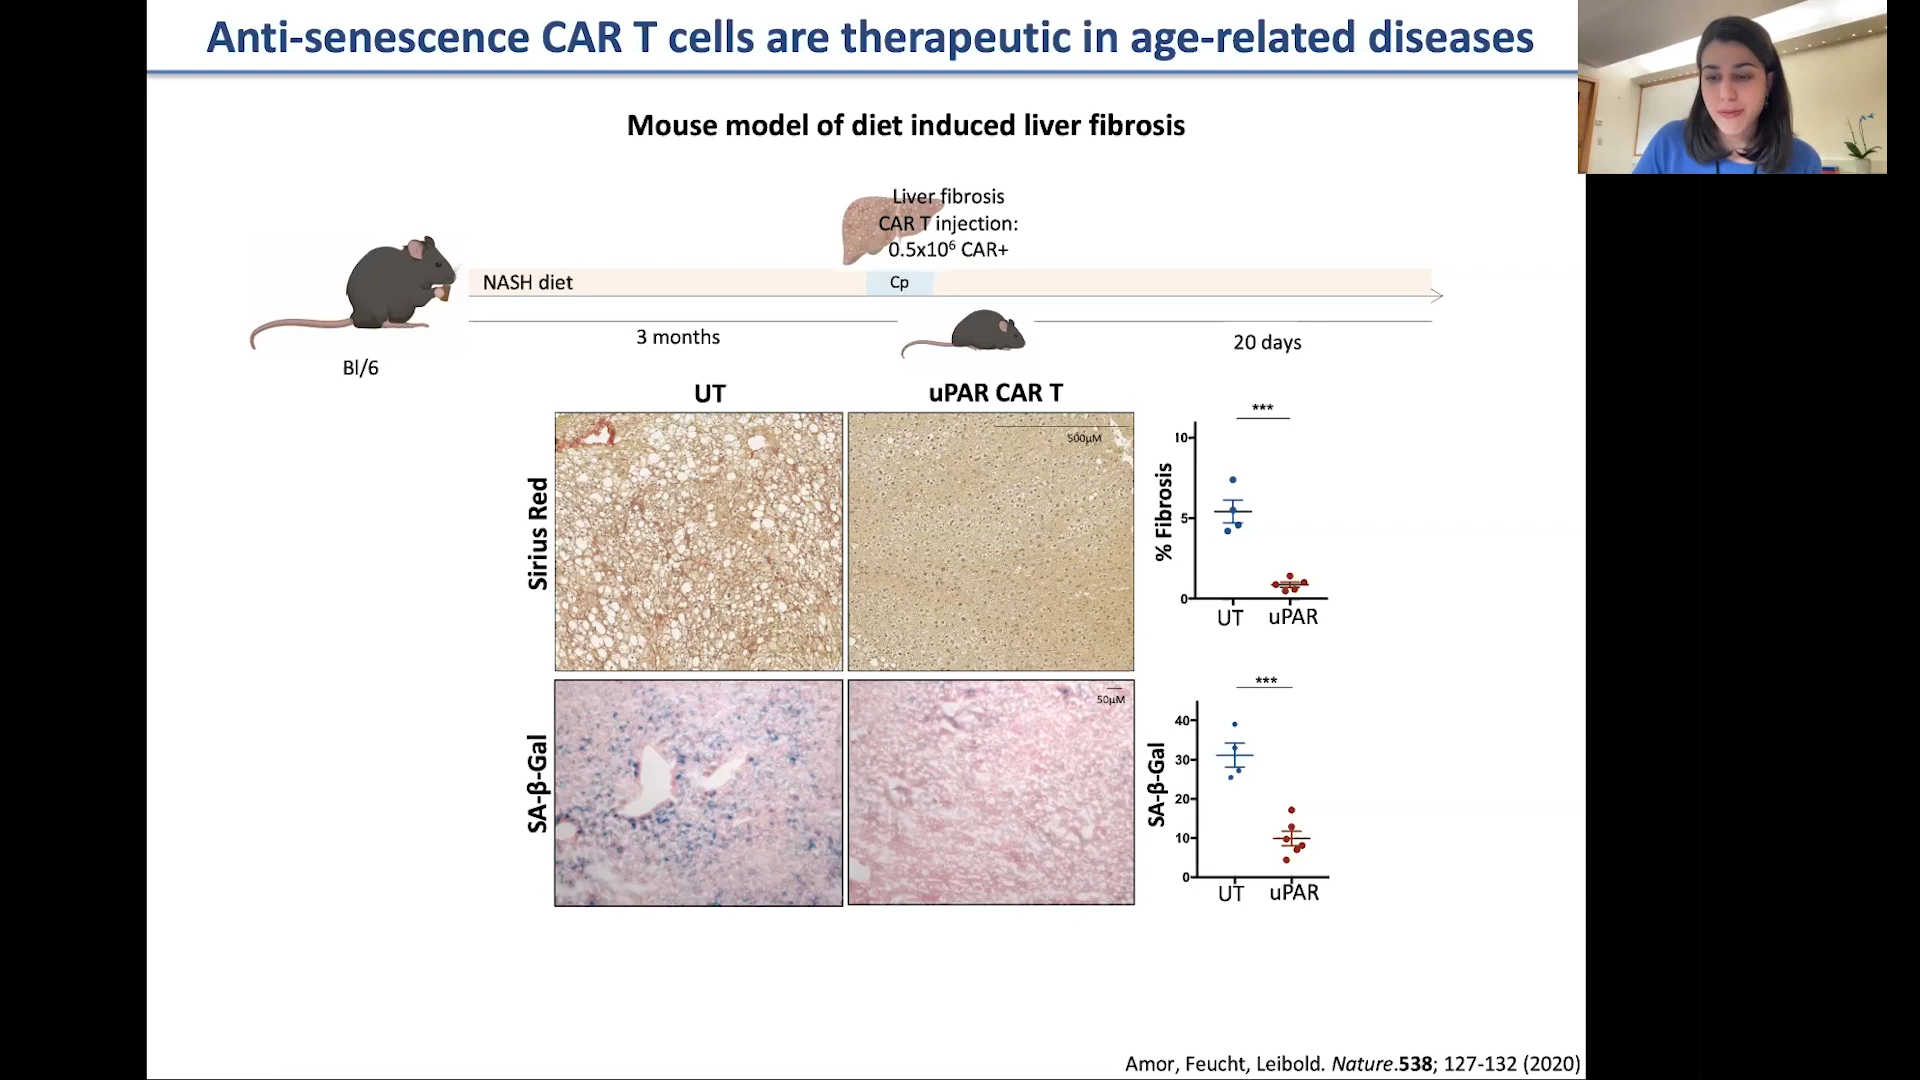 Anti-senescence CAR T cells are therapeutic in age-related diseases
Mouse model of diet induced liver fibrosis
Liver fibrosis
CAR T injection:
0.5x10⁶ CAR+
NASH diet
Cp
3 months
20 days
Bl/6
UT
uPAR CAR T
Sirius Red
500µM
% Fibrosis
***
10
5
0
UT
uPAR
SA-β-Gal
50µM
SA-β-Gal
***
40
30
20
10
0
UT
uPAR
Amor, Feucht, Leibold. Nature.538; 127-132 (2020)